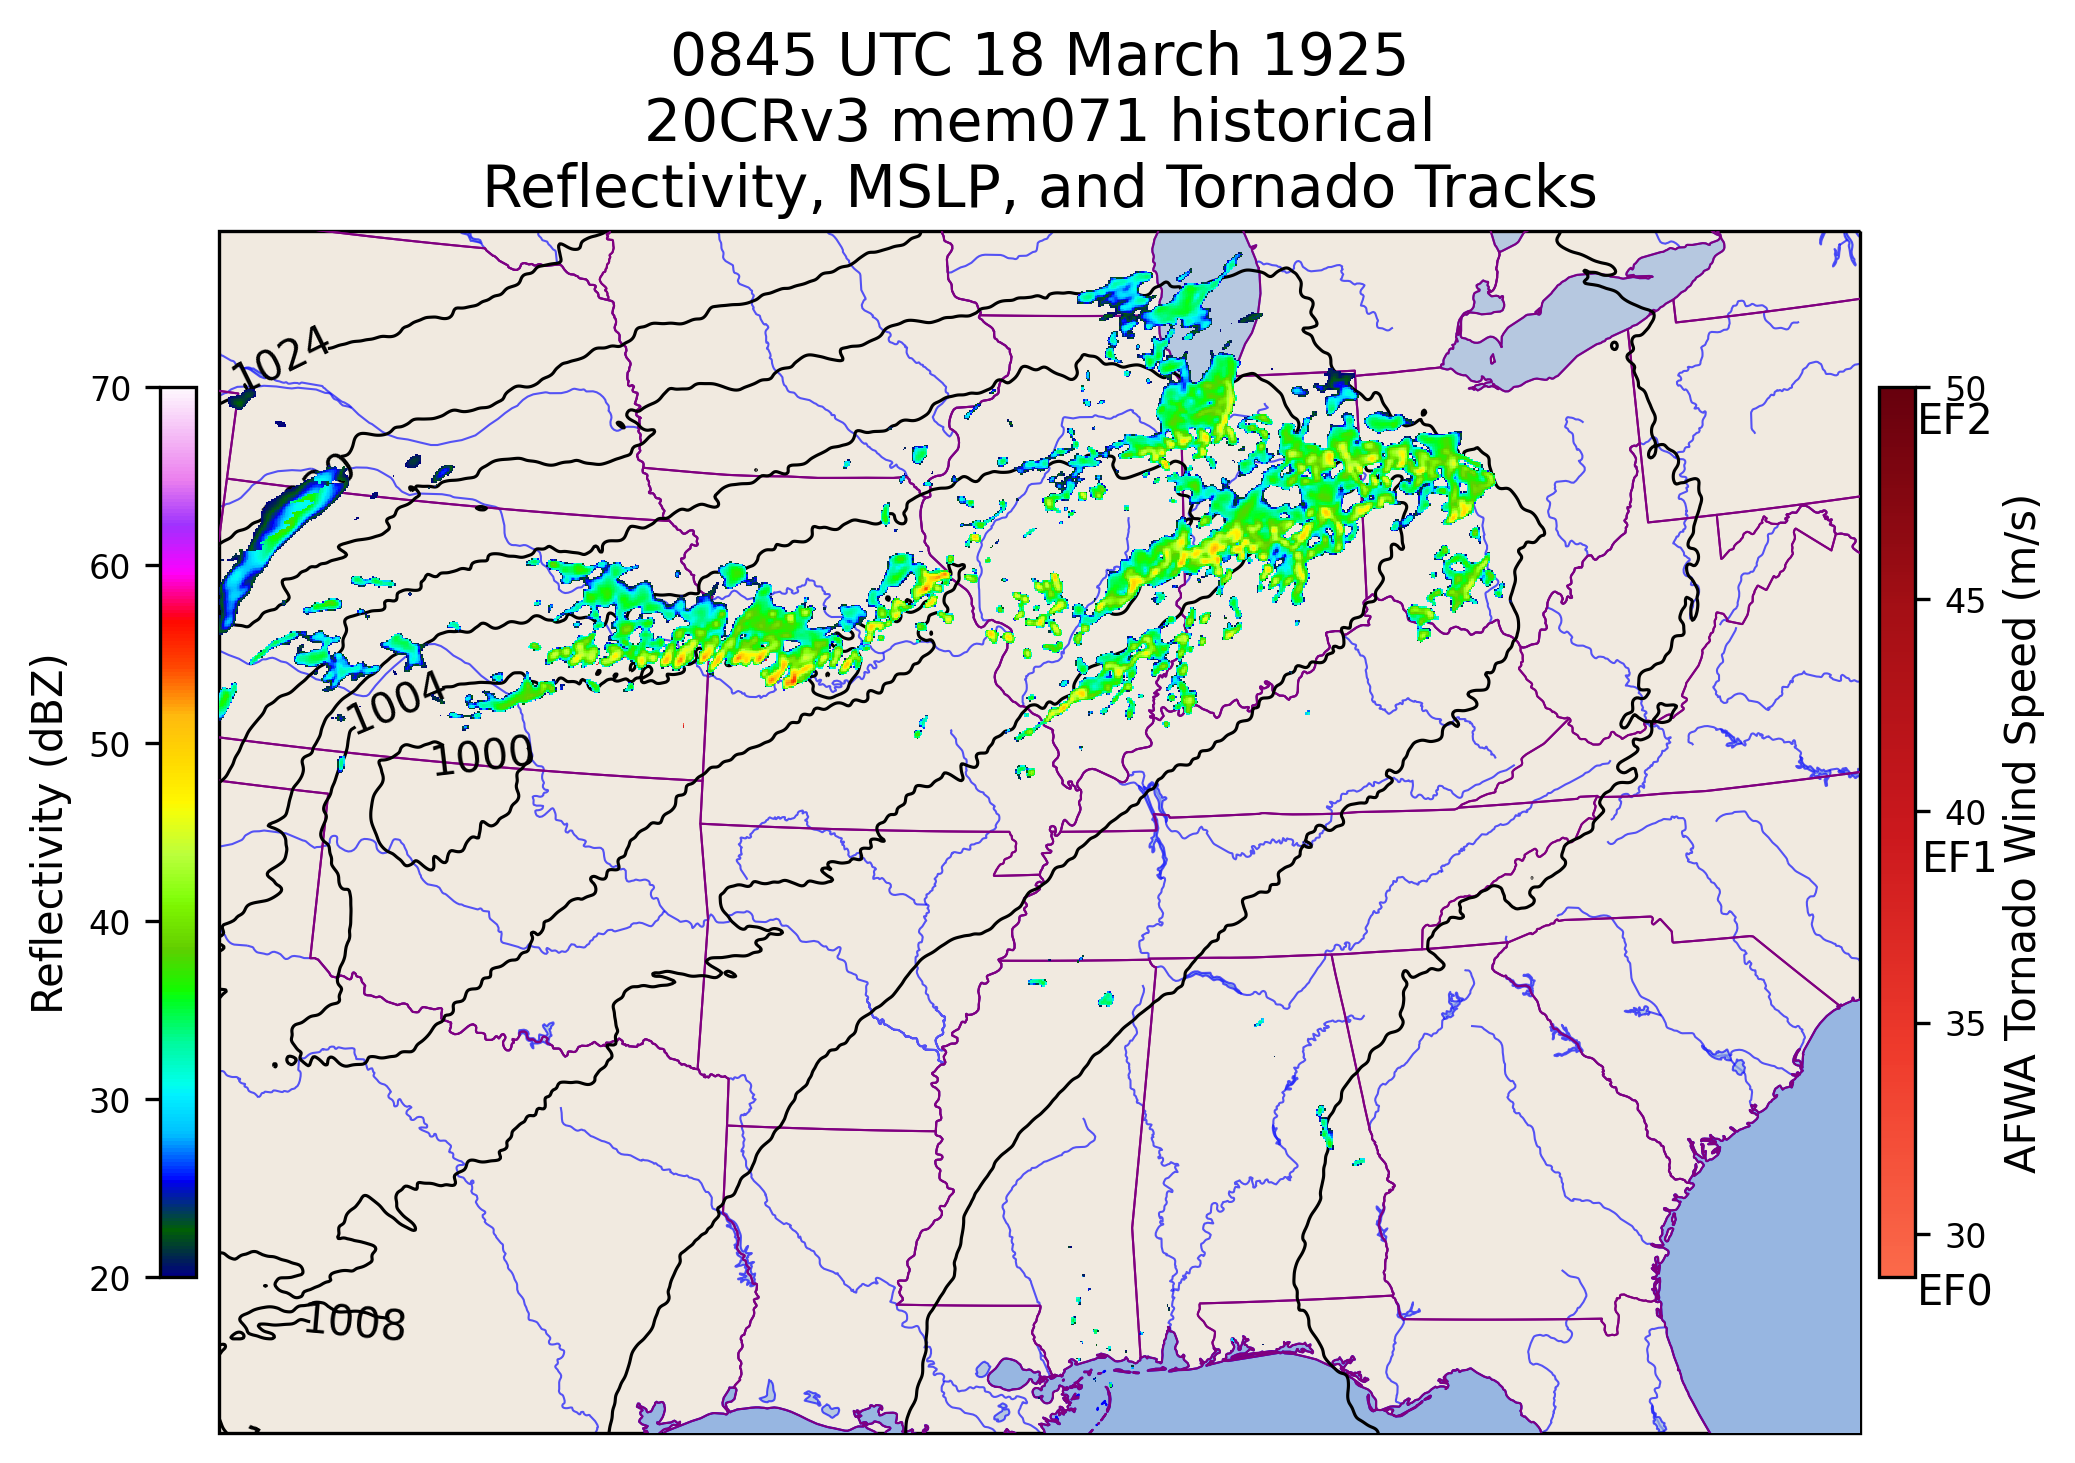 0845 UTC 18 March 1925
20CRv3 mem071 historical
Reflectivity, MSLP, and Tornado Tracks
1024
1004
1000
1008
70
60
50
40
30
20
Reflectivity (dBZ)
50
EF2
45
40
EF1
35
30
EF0
AFWA Tornado Wind Speed (m/s)